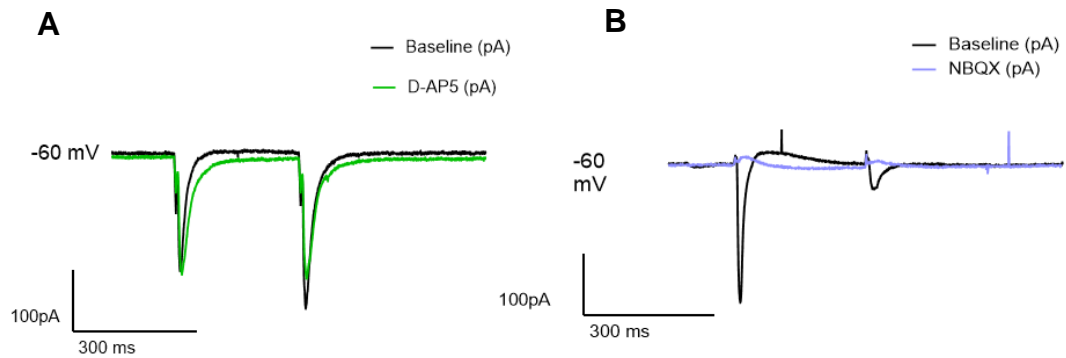 A
Baseline (pA)
D-AP5 (pA)
-60 mV
100pA
300 ms
B
Baseline (pA)
NBQX (pA)
-60
mV
100pA
300 ms